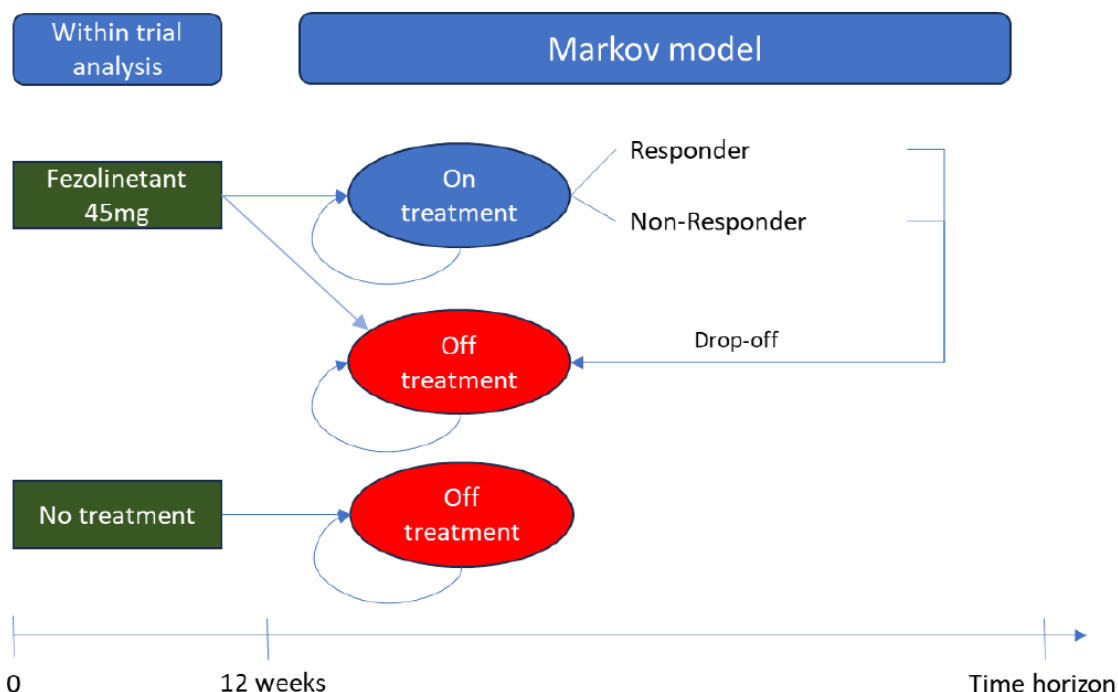 Within trial
analysis
Markov model
Fezolinetant
45mg
On
treatment
Responder
Non-Responder
Off
treatment
Drop-off
No treatment
Off
treatment
0
12 weeks
Time horizon